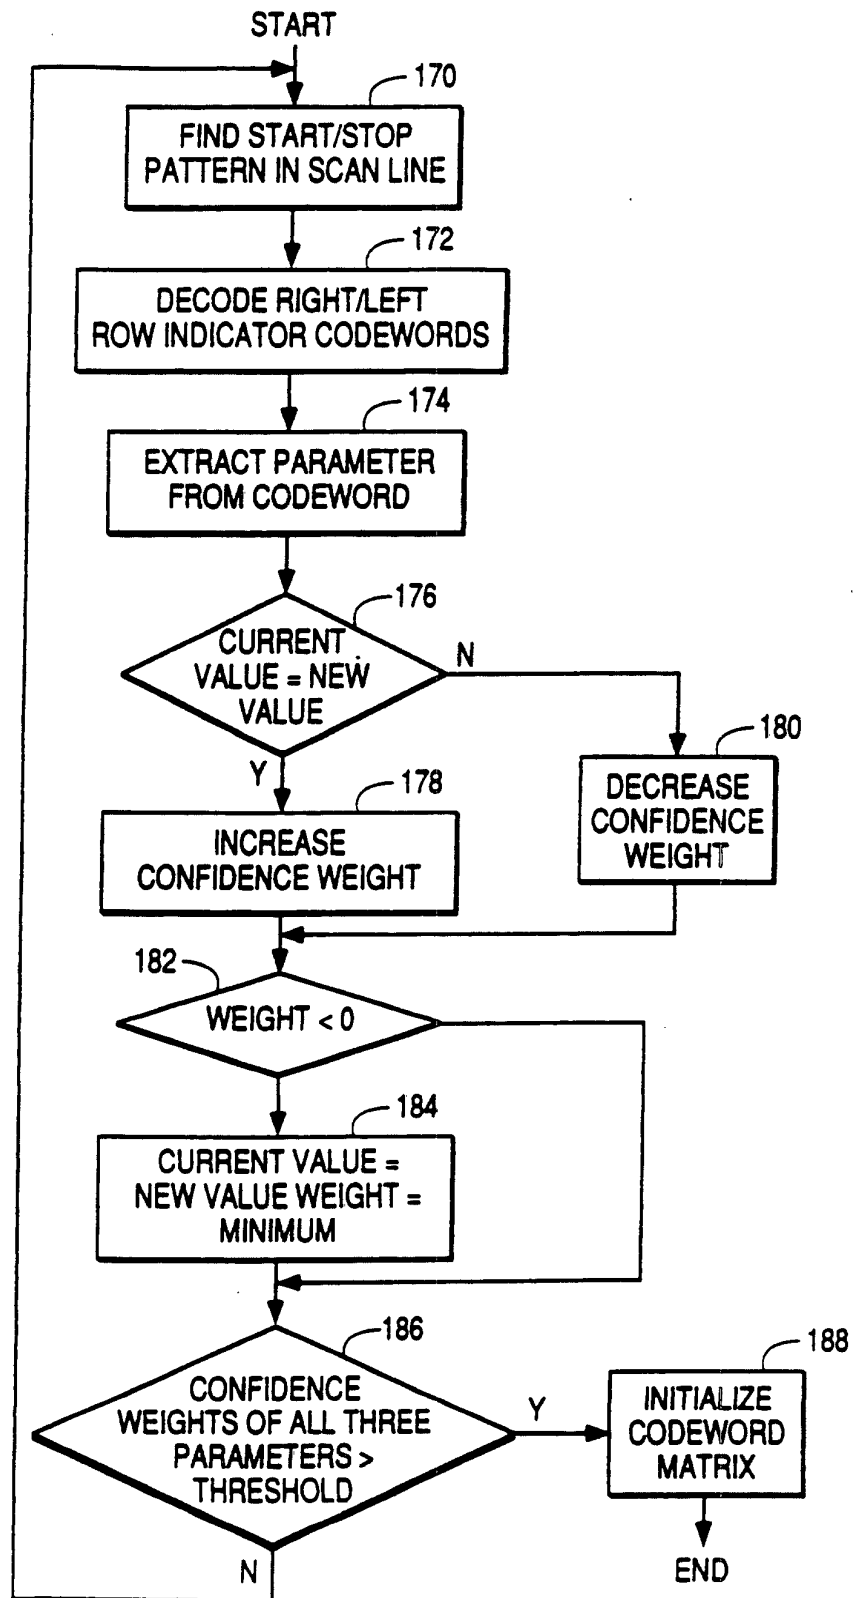 START
170
FIND START/STOP
PATTERN IN SCAN LINE
172
DECODE RIGHT/LEFT
ROW INDICATOR CODEWORDS
174
EXTRACT PARAMETER
FROM CODEWORD
176
CURRENT
VALUE = NEW
VALUE
N
Y
180
DECREASE
CONFIDENCE
WEIGHT
178
INCREASE
CONFIDENCE WEIGHT
182
WEIGHT < 0
184
CURRENT VALUE =
NEW VALUE WEIGHT =
MINIMUM
186
CONFIDENCE
WEIGHTS OF ALL THREE
PARAMETERS >
THRESHOLD
Y
N
188
INITIALIZE
CODEWORD
MATRIX
END